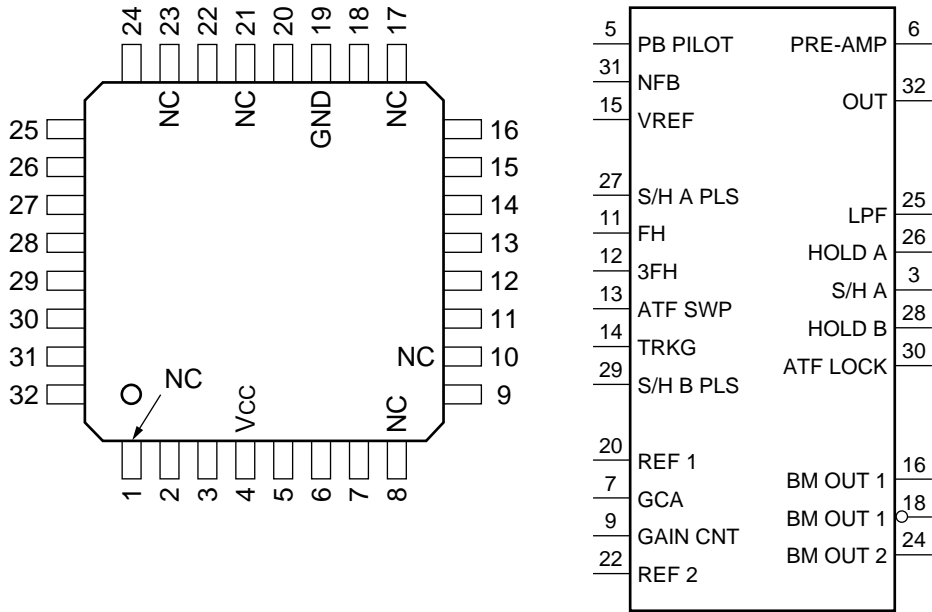 24 23 22 21 20 19 18 17
NC NC GND NC
25 16
26 15
27 14
28 13
29 12
30 11
31 NC 10
32 9
NC
VCC NC
1 2 3 4 5 6 7 8
5 PB PILOT
31 NFB
15 VREF
27 S/H A PLS
11 FH
12 3FH
13 ATF SWP
14 TRKG
29 S/H B PLS
20 REF 1
7 GCA
9 GAIN CNT
22 REF 2
PRE-AMP 6
OUT 32
LPF 25
HOLD A 26
S/H A 3
HOLD B 28
ATF LOCK 30
BM OUT 1 16
BM OUT 1 18
BM OUT 2 24